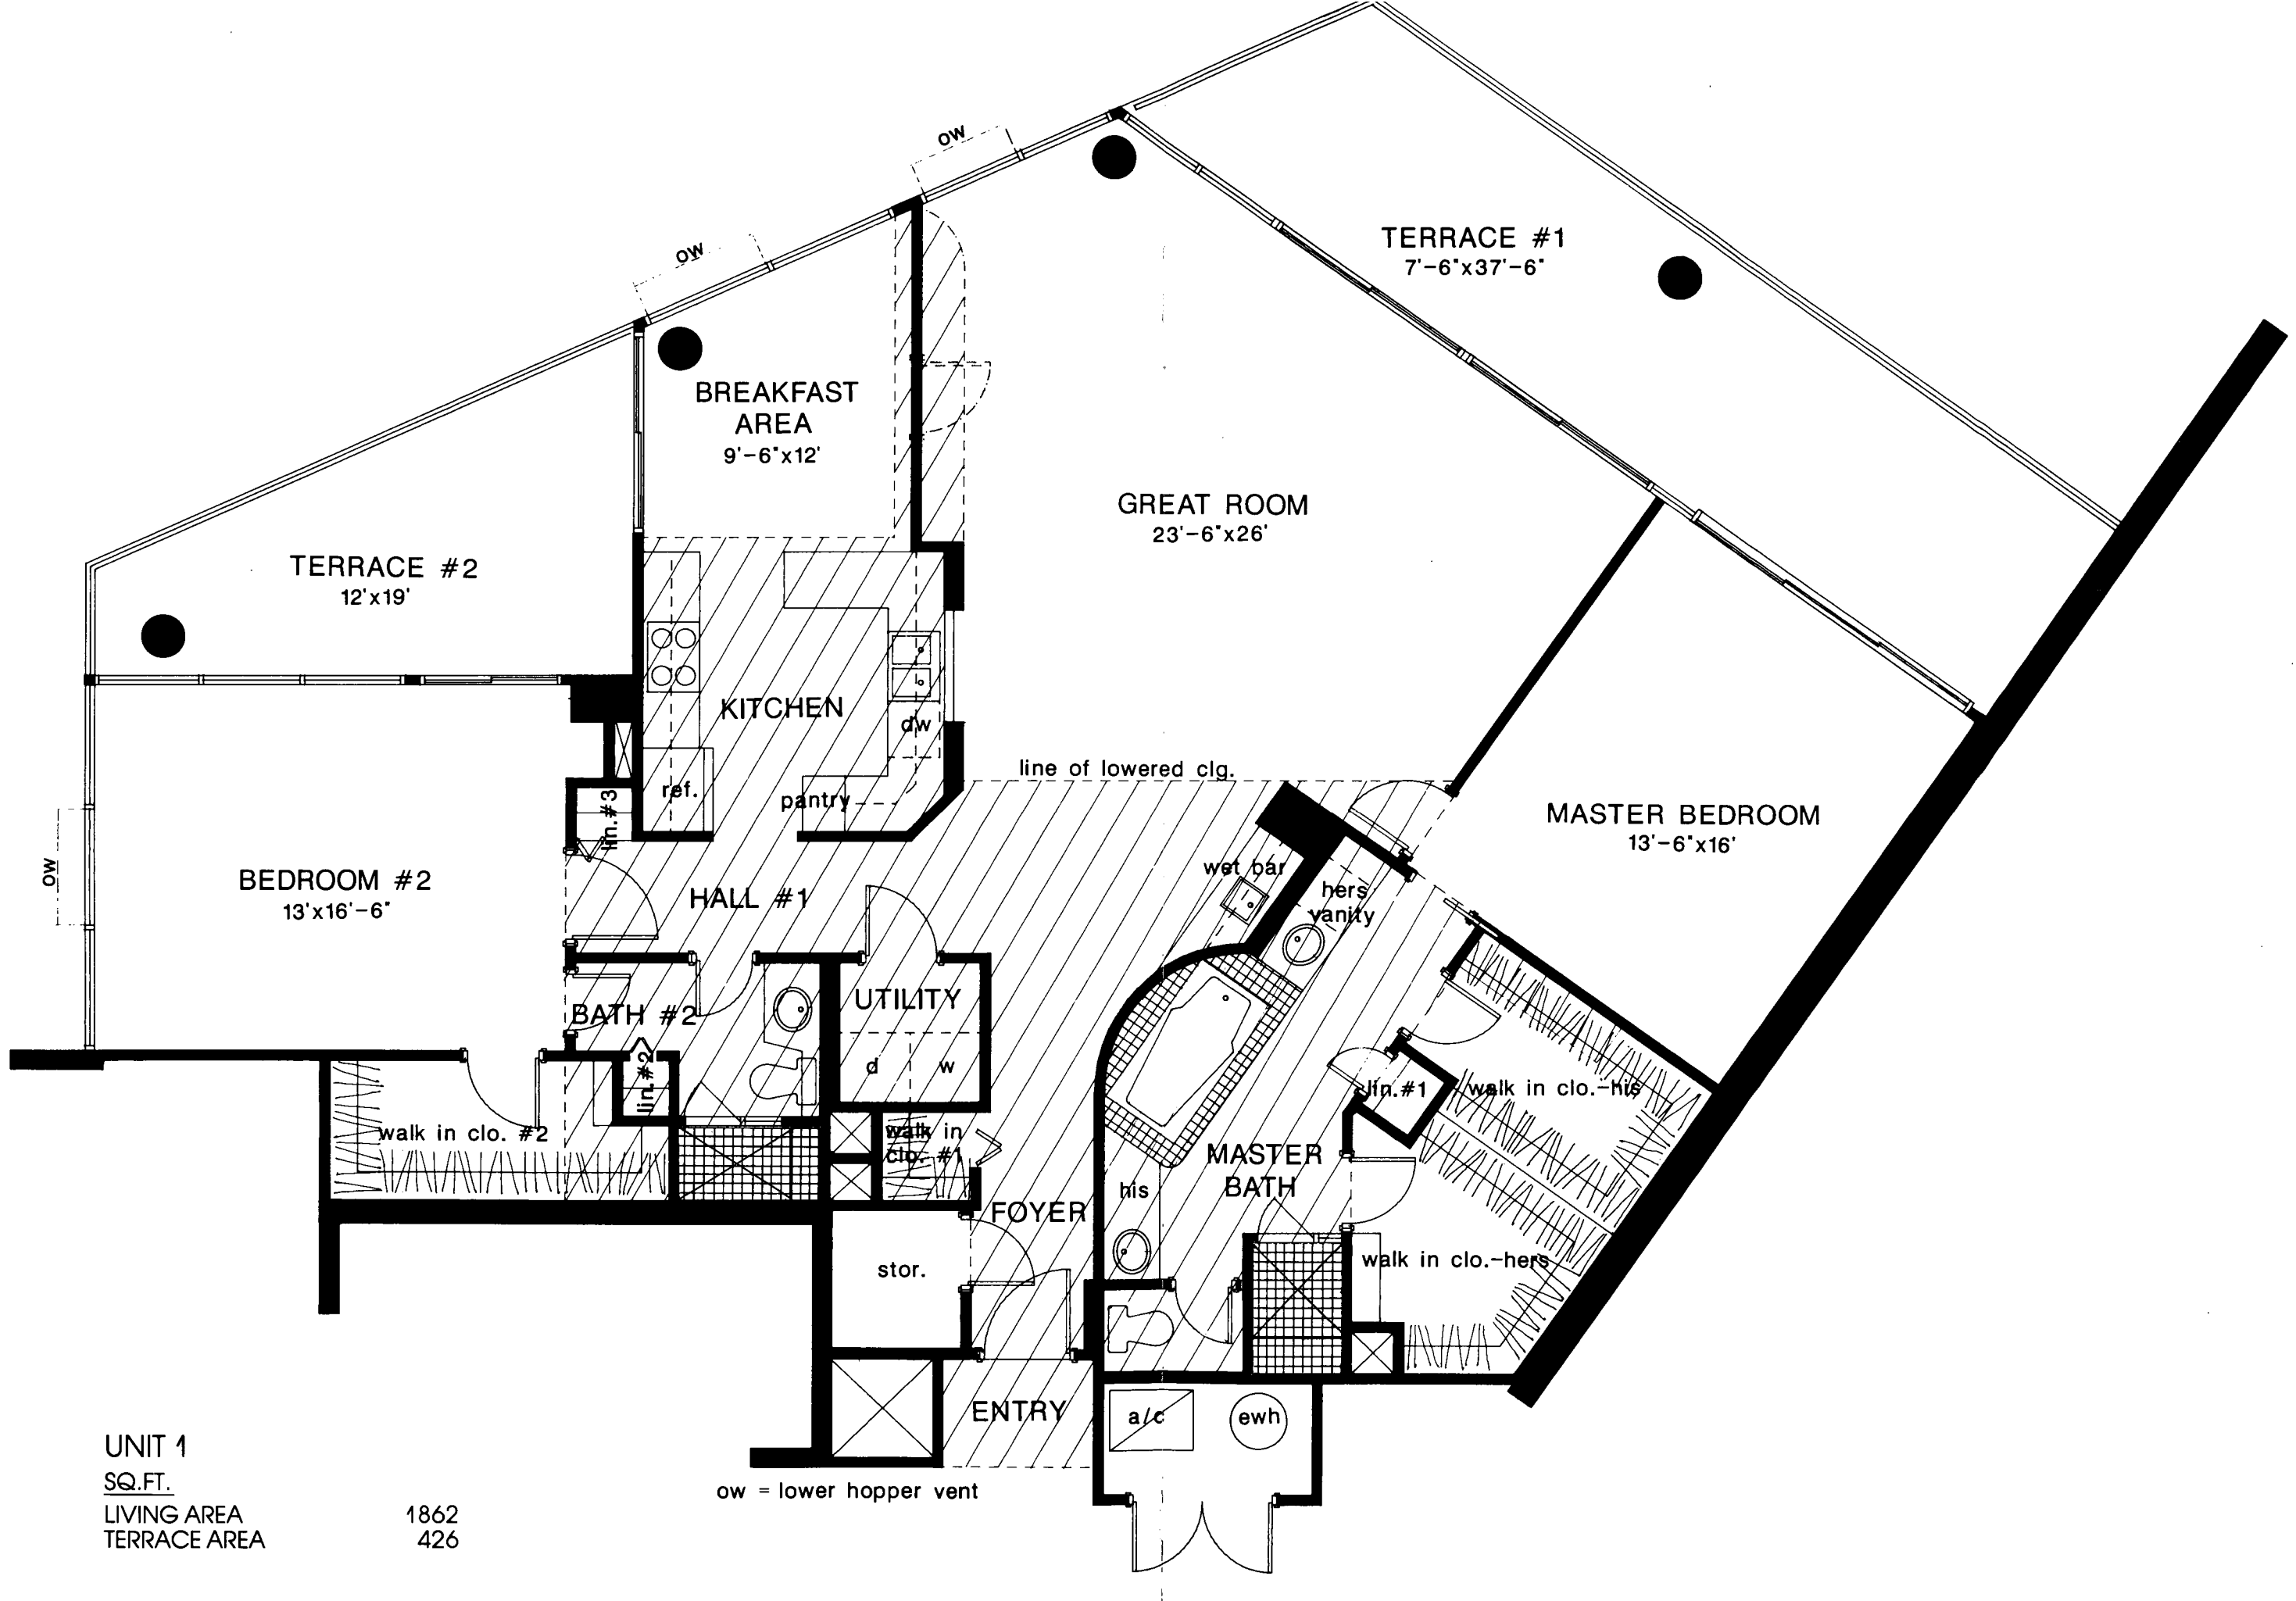 ow
TERRACE #1
7'-6"x37'-6"
ow
BREAKFAST
AREA
9'-6"x12'
GREAT ROOM
23'-6"x26'
TERRACE #2
12'x19'
KITCHEN
dw
line of lowered clg.
ref.
pantry
lin.#3
MASTER BEDROOM
13'-6"x16'
ow
BEDROOM #2
13'x16'-6"
HALL #1
wet bar
hers
vanity
UTILITY
BATH #2
d
w
lin.#2
lin.#1
walk in clo.-his
walk in clo. #2
walk in
clo. #1
MASTER
BATH
his
FOYER
stor.
walk in clo.-hers
ENTRY
a/c
ewh
ow = lower hopper vent
UNIT 1
SQ.FT.
LIVING AREA 1862
TERRACE AREA 426